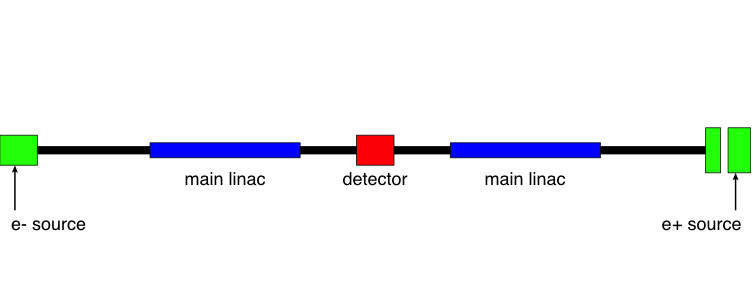 main linac
detector
main linac
e- source
e+ source